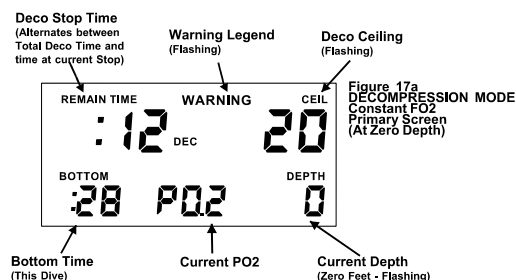 Deco Stop Time
(Alternates between
Total Deco Time and
time at current Stop)
Warning Legend
(Flashing)
Deco Ceiling
(Flashing)
REMAIN TIME
WARNING
CEIL
:12
DEC
20
BOTTOM
DEPTH
:28
P0.2
0
Figure 17a
DECOMPRESSION MODE
Constant FO2
Primary Screen
(At Zero Depth)
Bottom Time
(This Dive)
Current PO2
Current Depth
(Zero Feet - Flashing)